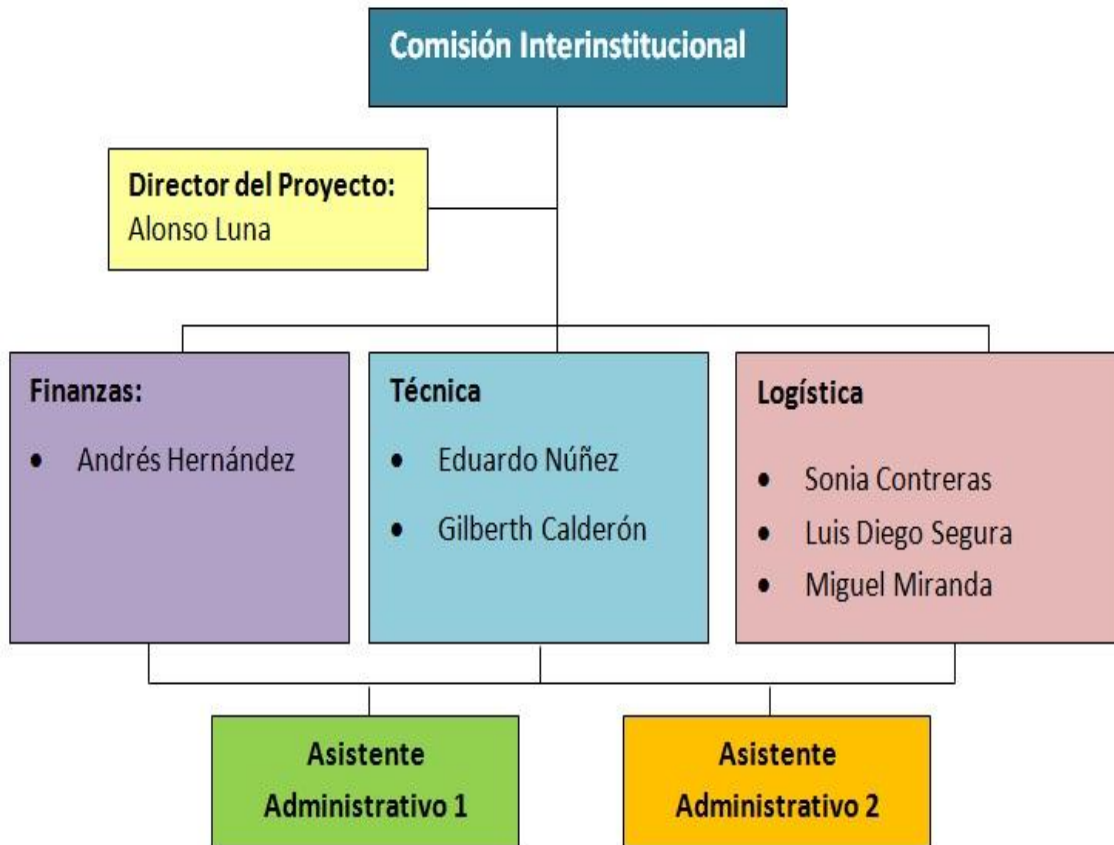 Comisión Interinstitucional
Director del Proyecto:
Alonso Luna
Finanzas:
• Andrés Hernández
Técnica
• Eduardo Núñez
• Gilberth Calderón
Logística
• Sonia Contreras
• Luis Diego Segura
• Miguel Miranda
Asistente
Administrativo 1
Asistente
Administrativo 2